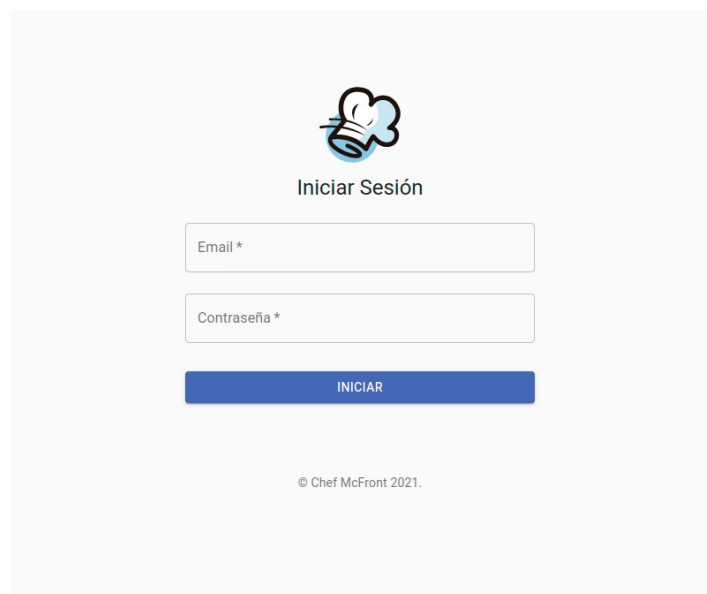 Iniciar Sesión
Email *
Contraseña *
INICIAR
© Chef McFront 2021.